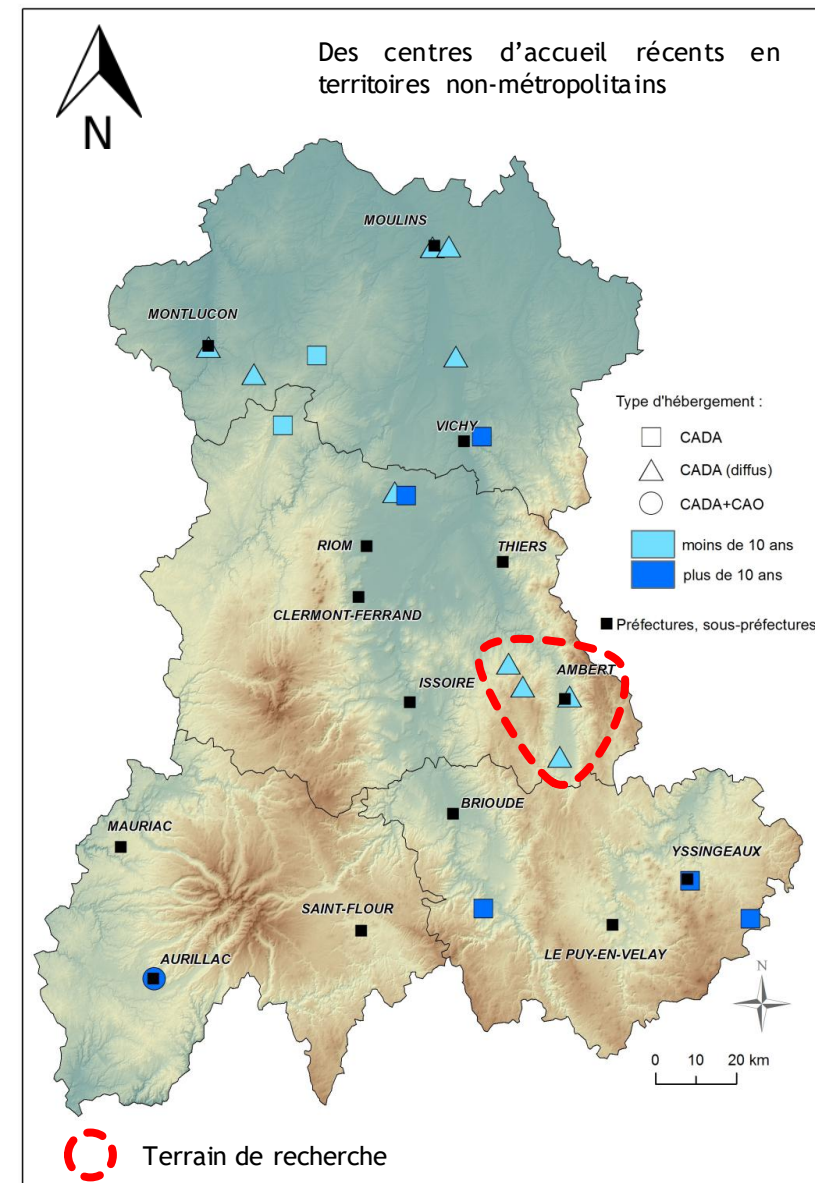 Des centres d’accueil récents en
territoires non-métropolitains
N
MOULINS
MONTLUCON
VICHY
Type d'hébergement :
CADA
CADA (diffus)
CADA+CAO
moins de 10 ans
plus de 10 ans
Préfectures, sous-préfectures
RIOM
THIERS
CLERMONT-FERRAND
ISSOIRE
AMBERT
BRIOUDE
MAURIAC
YSSINGEAUX
SAINT-FLOUR
LE PUY-EN-VELAY
AURILLAC
N
0 10 20 km
Terrain de recherche